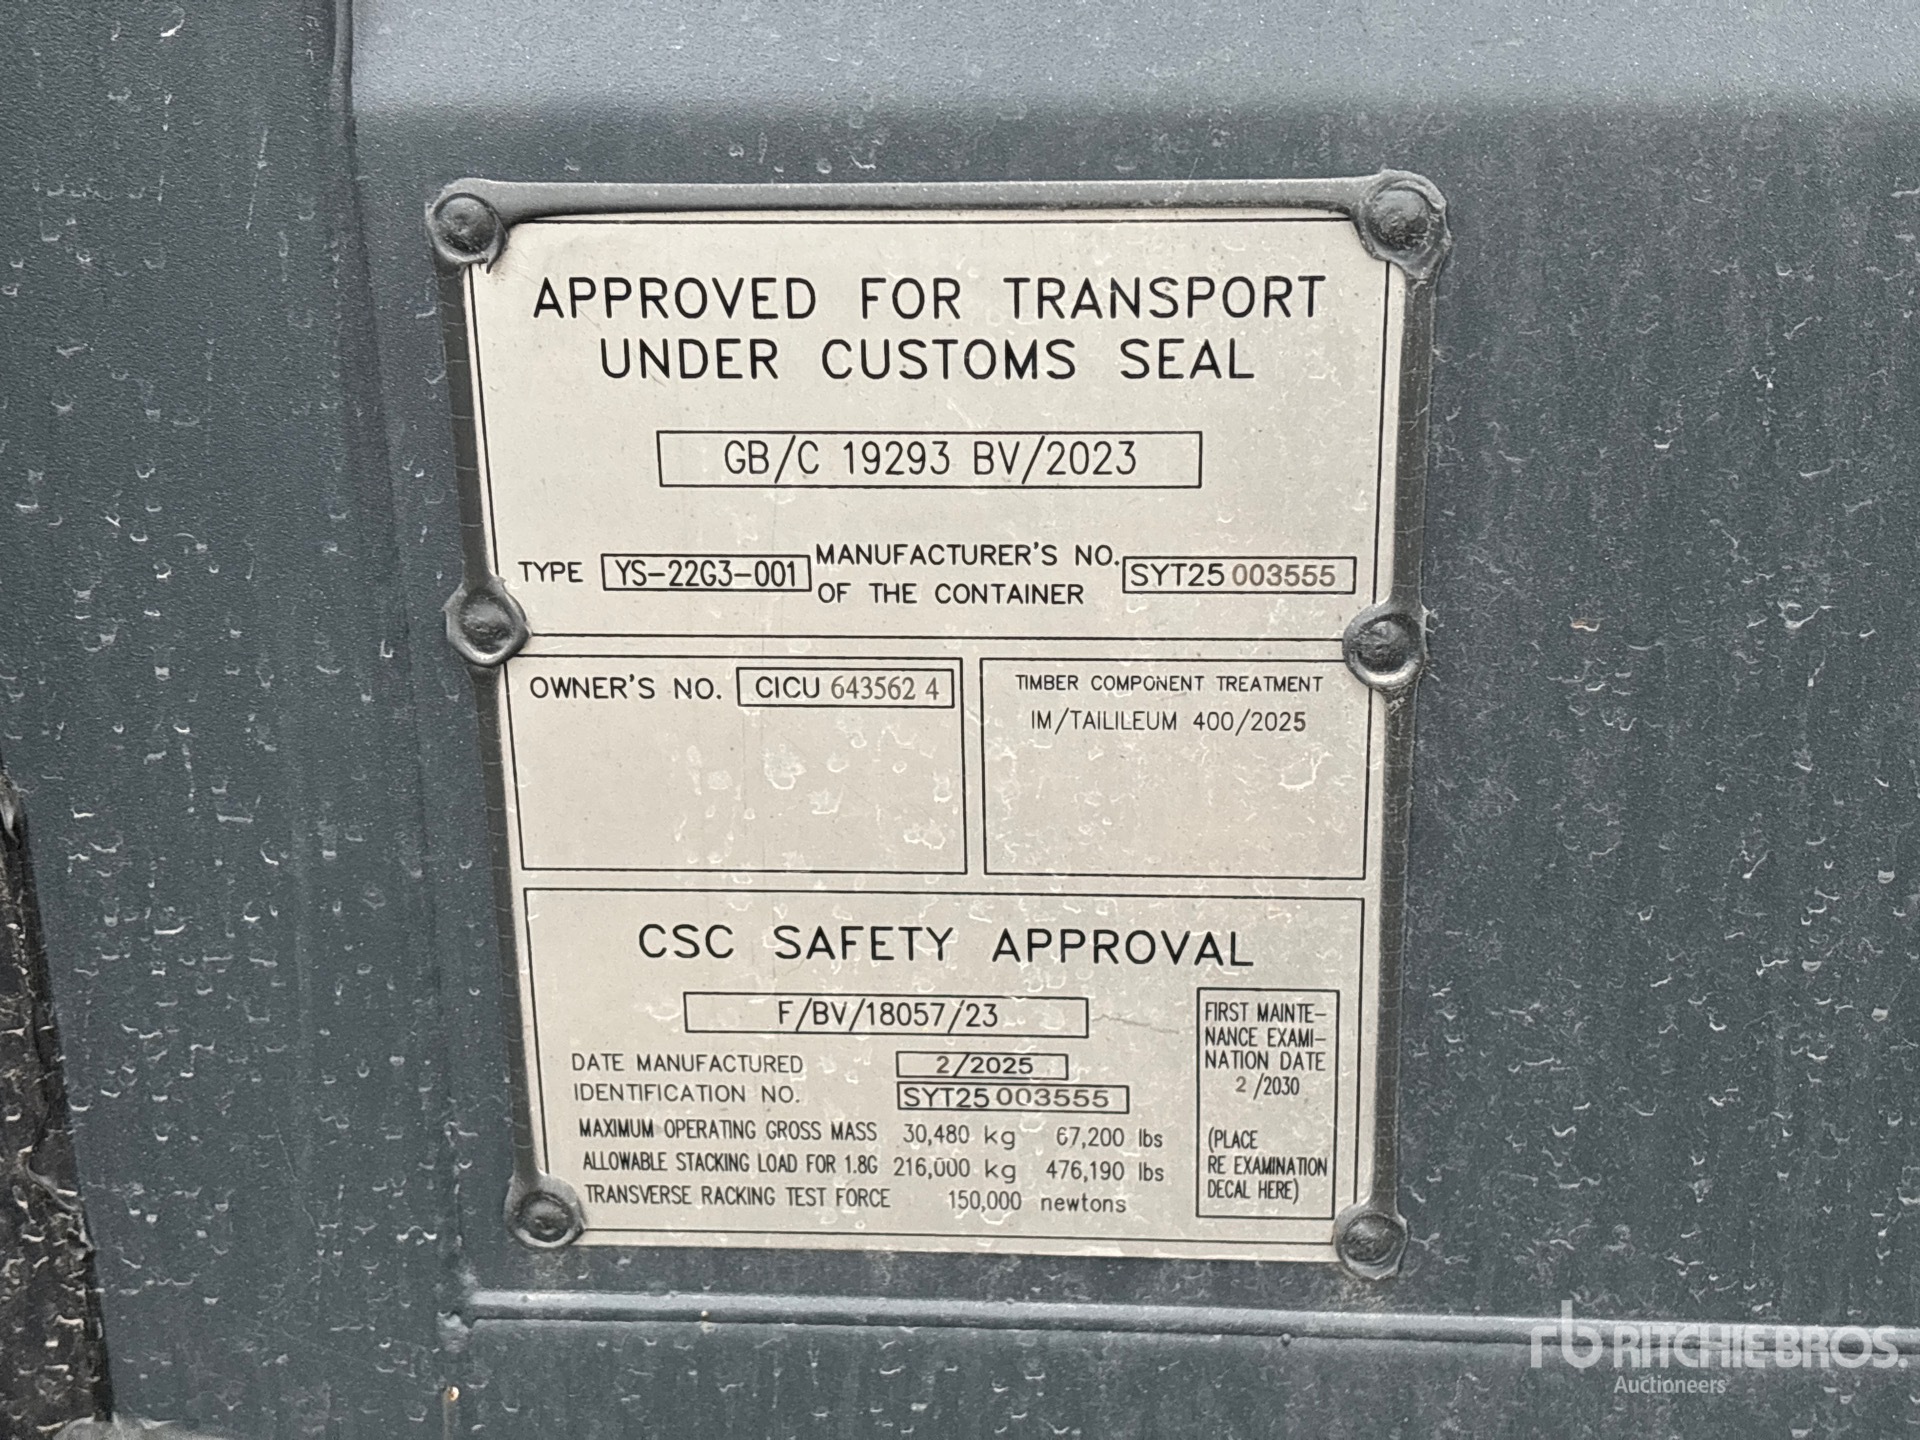 APPROVED FOR TRANSPORT
UNDER CUSTOMS SEAL
GB/C 19293 BV/2023
TYPE YS-22G3-001 MANUFACTURER'S NO. OF THE CONTAINER SYT25 003555
OWNER'S NO. CICU 643562 4
TIMBER COMPONENT TREATMENT
IM/TAILILEUM 400/2025
CSC SAFETY APPROVAL
F/BV/18057/23
DATE MANUFACTURED 2/2025
IDENTIFICATION NO. SYT25 003555
MAXIMUM OPERATING GROSS MASS 30,480 kg 67,200 lbs
ALLOWABLE STACKING LOAD FOR 1.8G 216,000 kg 476,190 lbs
TRANSVERSE RACKING TEST FORCE 150,000 newtons
FIRST MAINTE-
NANCE EXAMI-
NATION DATE
2 /2030
(PLACE
RE EXAMINATION
DECAL HERE)
rb RITCHIE BROS.
Auctioneers